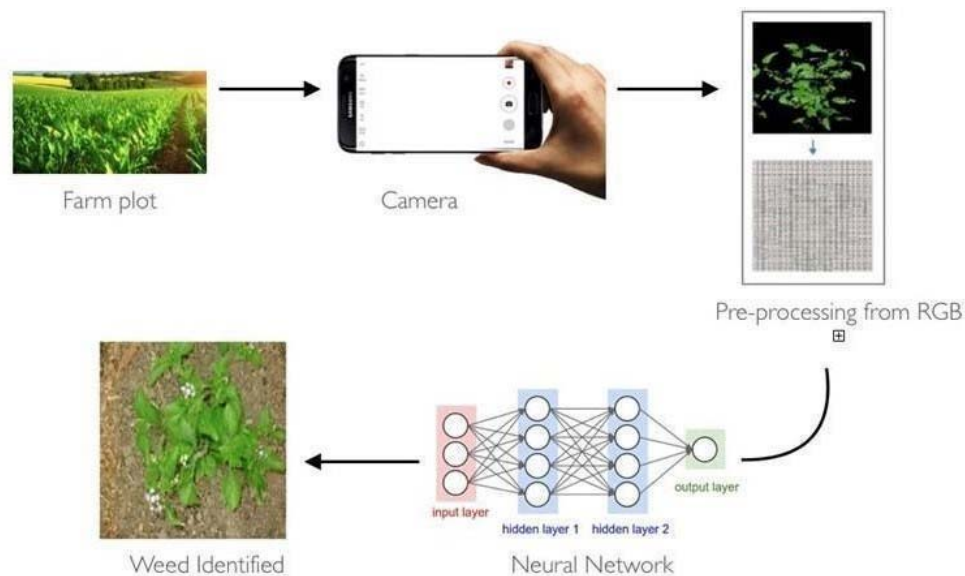 SAMSUNG
Farm plot
Camera
Pre-processing from RGB
input layer
hidden layer 1
hidden layer 2
output layer
Weed Identified
Neural Network